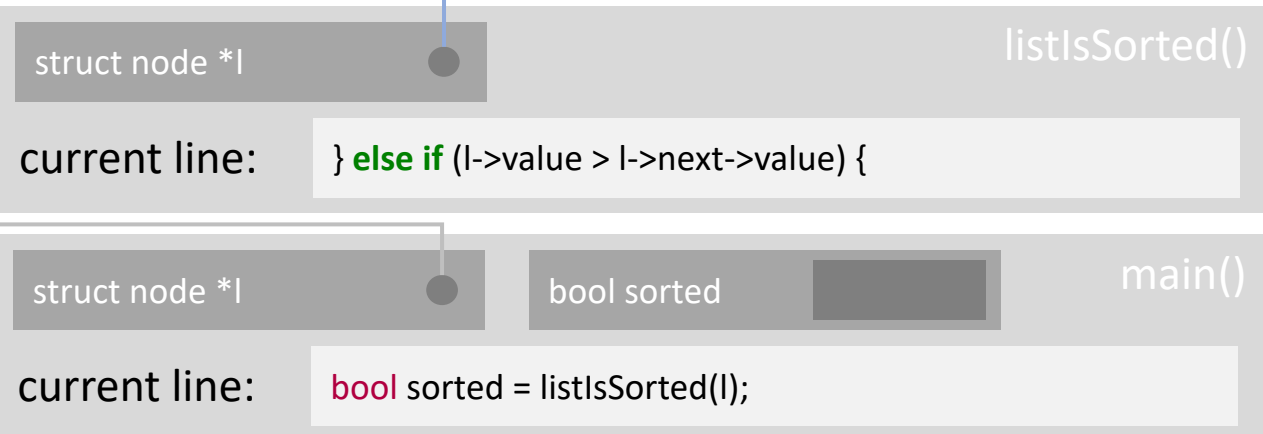 listIsSorted()
struct node *l
current line: } else if (l->value > l->next->value) {
main()
struct node *l bool sorted
current line: bool sorted = listIsSorted(l);